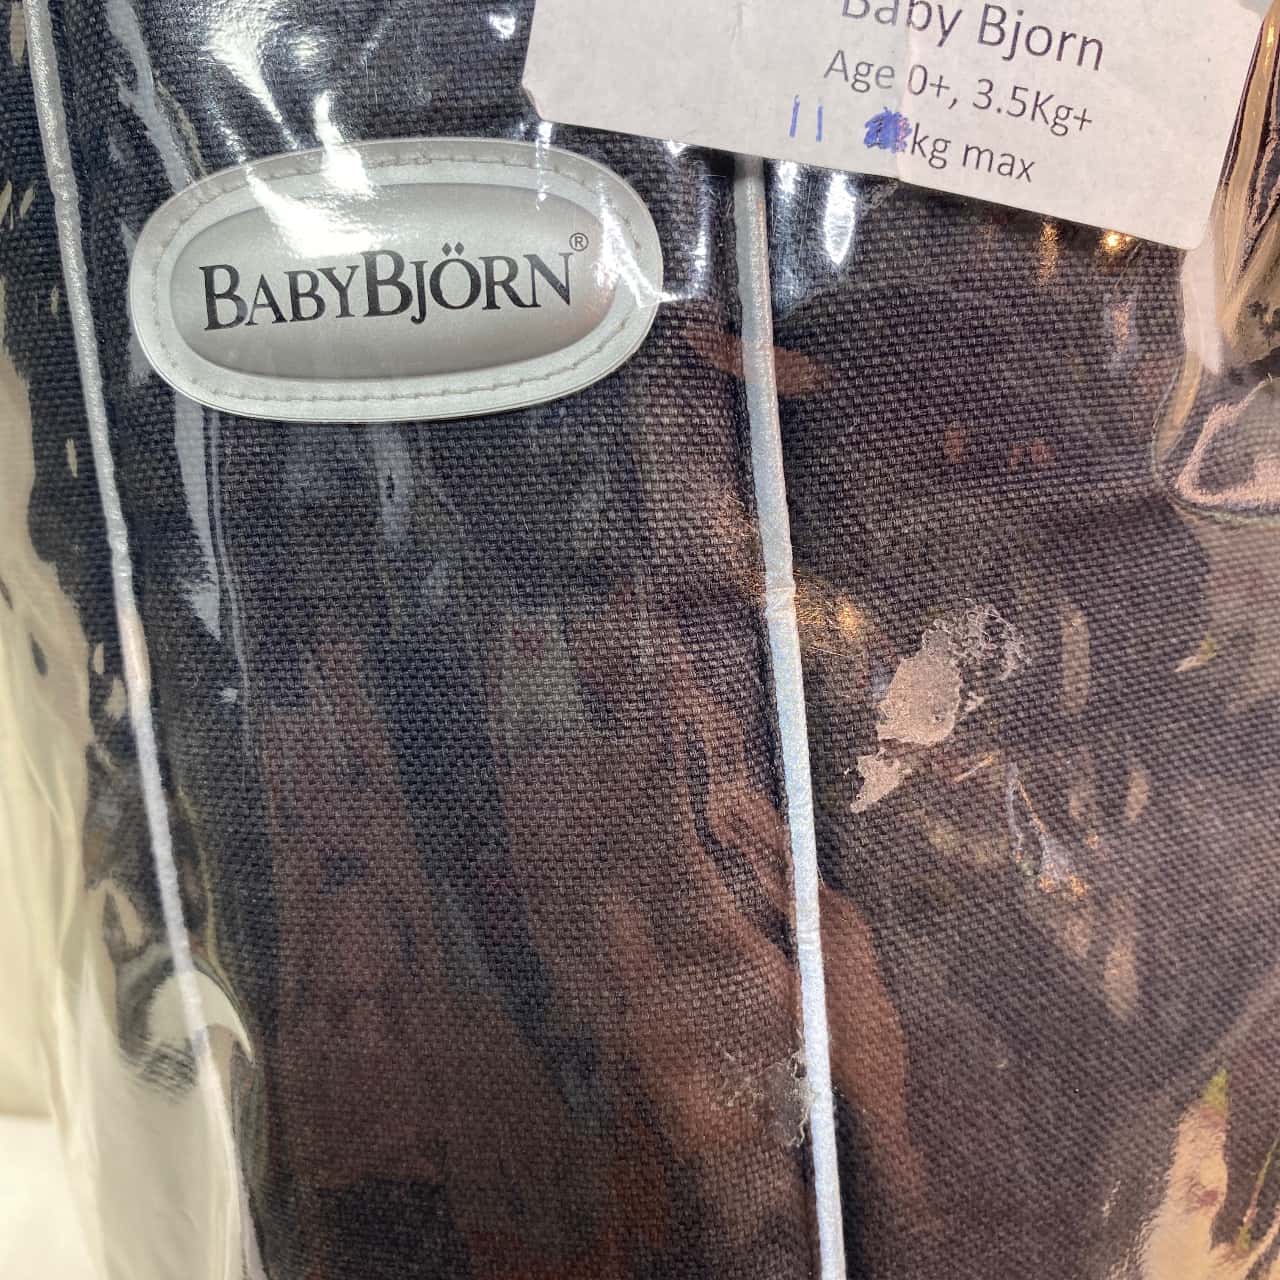 Baby Bjorn
Age 0+, 3.5Kg+
11 kg max
BABYBJÖRN®